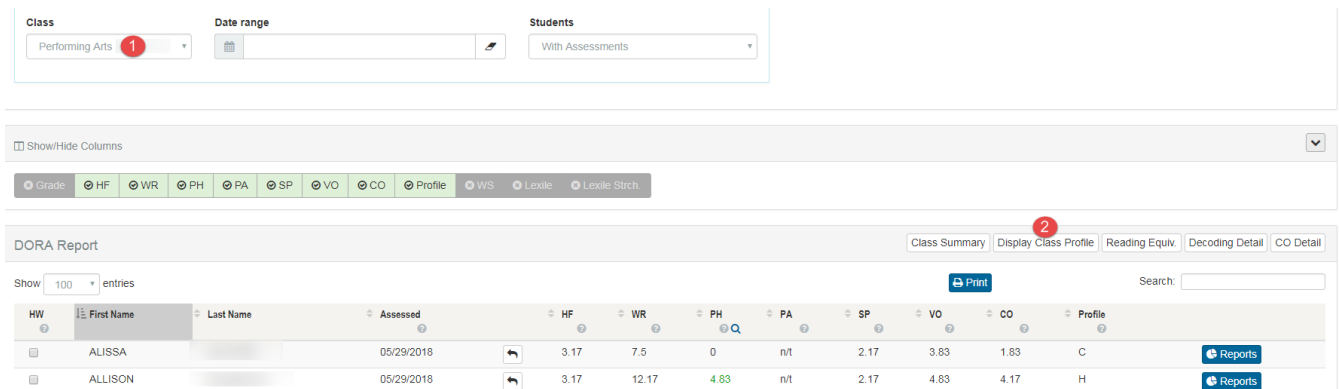 Class Date range Students
Performing Arts 1 With Assessments
Show/Hide Columns
Grade HF WR PH PA SP VO CO Profile WS Lexile Lexile Strch.
2
DORA Report Class Summary Display Class Profile Reading Equiv. Decoding Detail CO Detail
Show 100 entries Print Search:
HW First Name Last Name Assessed HF WR PH PA SP VO CO Profile
ALISSA 05/29/2018 3.17 7.5 0 n/t 2.17 3.83 1.83 C Reports
ALLISON 05/29/2018 3.17 12.17 4.83 n/t 2.17 4.83 4.17 H Reports